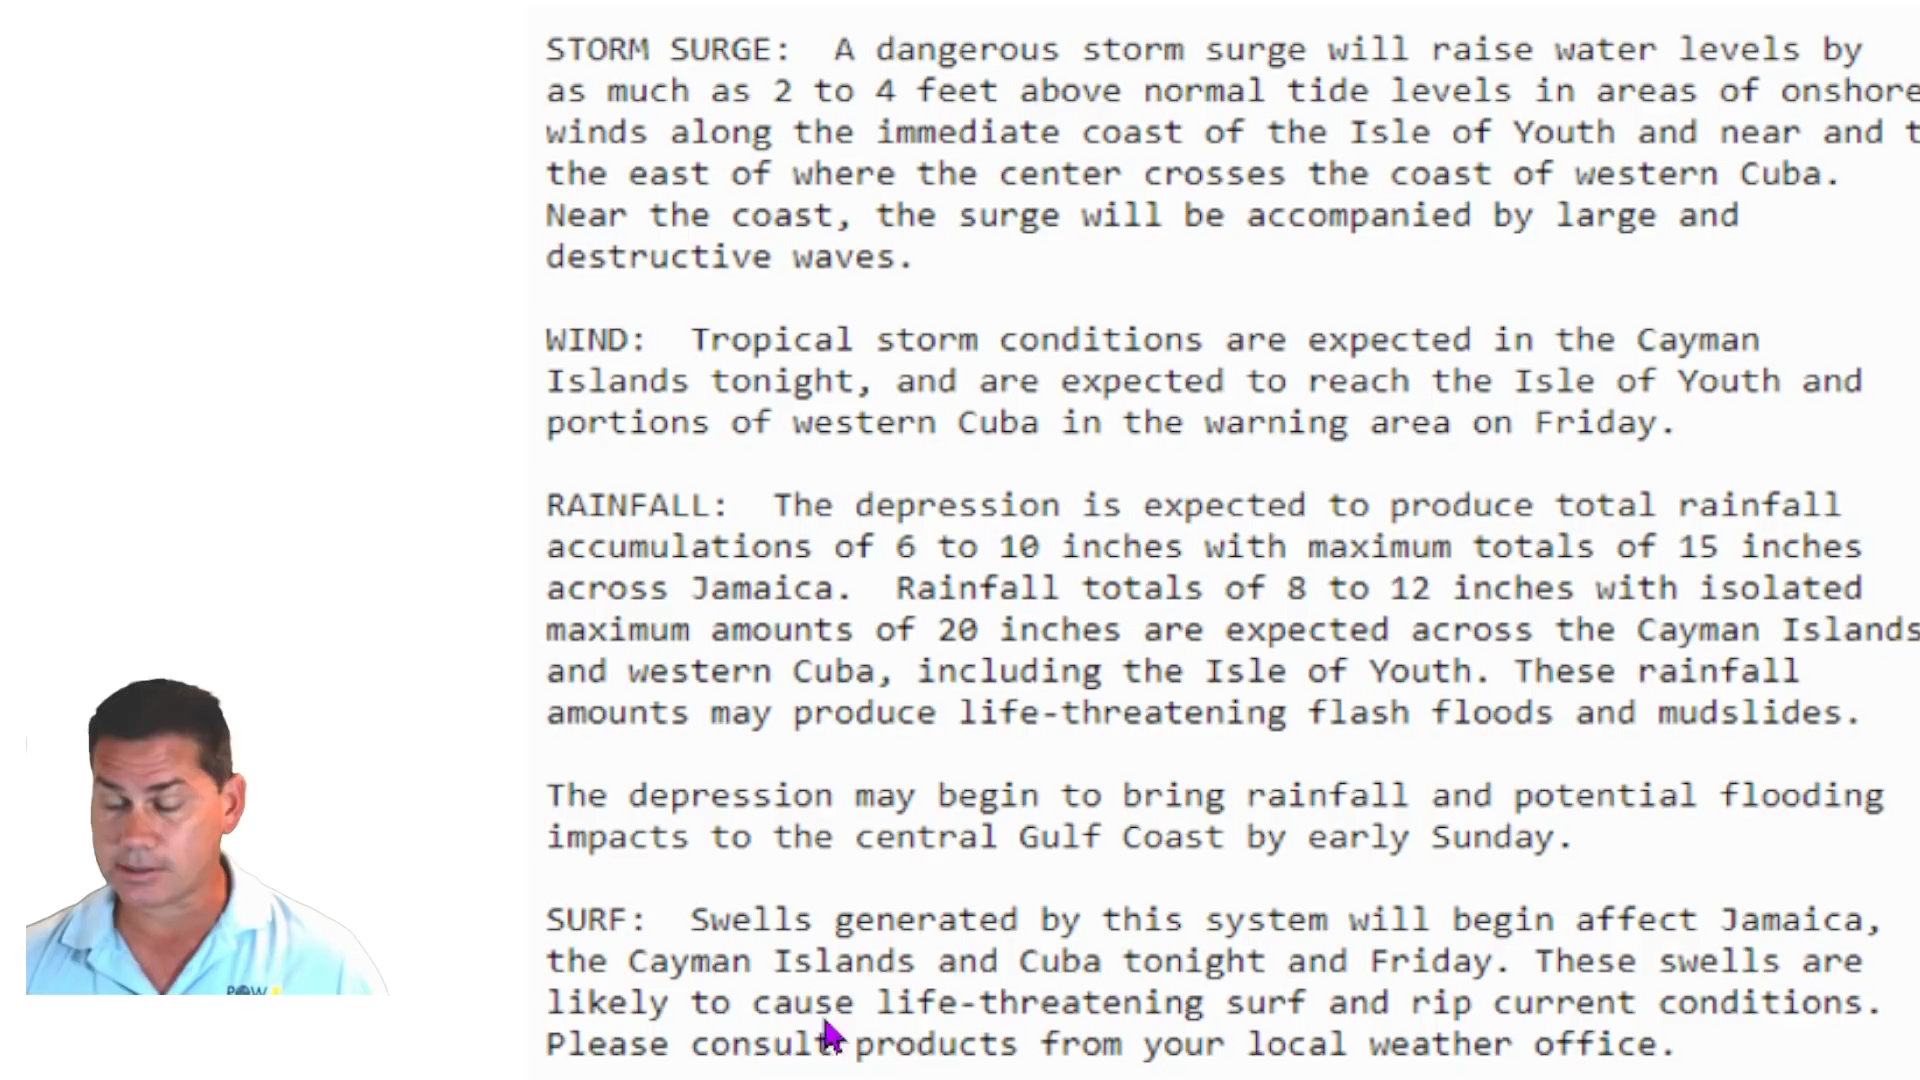 STORM SURGE: A dangerous storm surge will raise water levels by
as much as 2 to 4 feet above normal tide levels in areas of onshore
winds along the immediate coast of the Isle of Youth and near and t
the east of where the center crosses the coast of western Cuba.
Near the coast, the surge will be accompanied by large and
destructive waves.
WIND: Tropical storm conditions are expected in the Cayman
Islands tonight, and are expected to reach the Isle of Youth and
portions of western Cuba in the warning area on Friday.
RAINFALL: The depression is expected to produce total rainfall
accumulations of 6 to 10 inches with maximum totals of 15 inches
across Jamaica. Rainfall totals of 8 to 12 inches with isolated
maximum amounts of 20 inches are expected across the Cayman Islands
and western Cuba, including the Isle of Youth. These rainfall
amounts may produce life-threatening flash floods and mudslides.
The depression may begin to bring rainfall and potential flooding
impacts to the central Gulf Coast by early Sunday.
SURF: Swells generated by this system will begin affect Jamaica,
the Cayman Islands and Cuba tonight and Friday. These swells are
likely to cause life-threatening surf and rip current conditions.
Please consult products from your local weather office.
POW